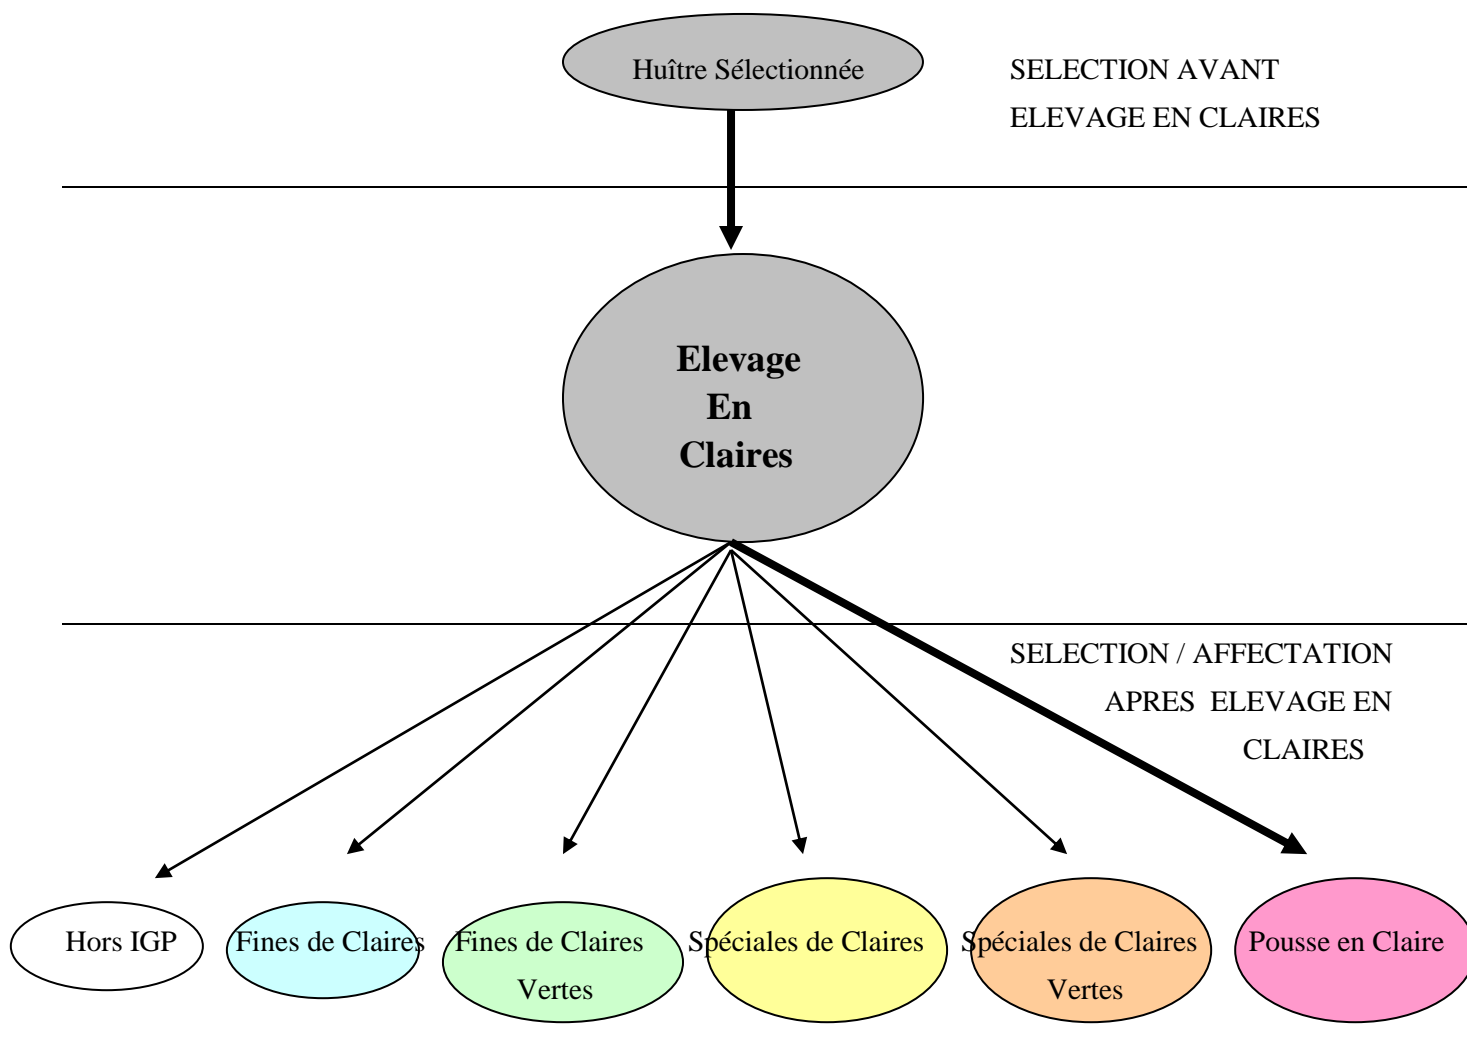 Huître Sélectionnée
SELECTION AVANT
ELEVAGE EN CLAIRES
Elevage
En
Claires
SELECTION / AFFECTATION
APRES ELEVAGE EN
CLAIRES
Hors IGP
Fines de Claires
Fines de Claires
Vertes
Spéciales de Claires
Spéciales de Claires
Vertes
Pousse en Claire